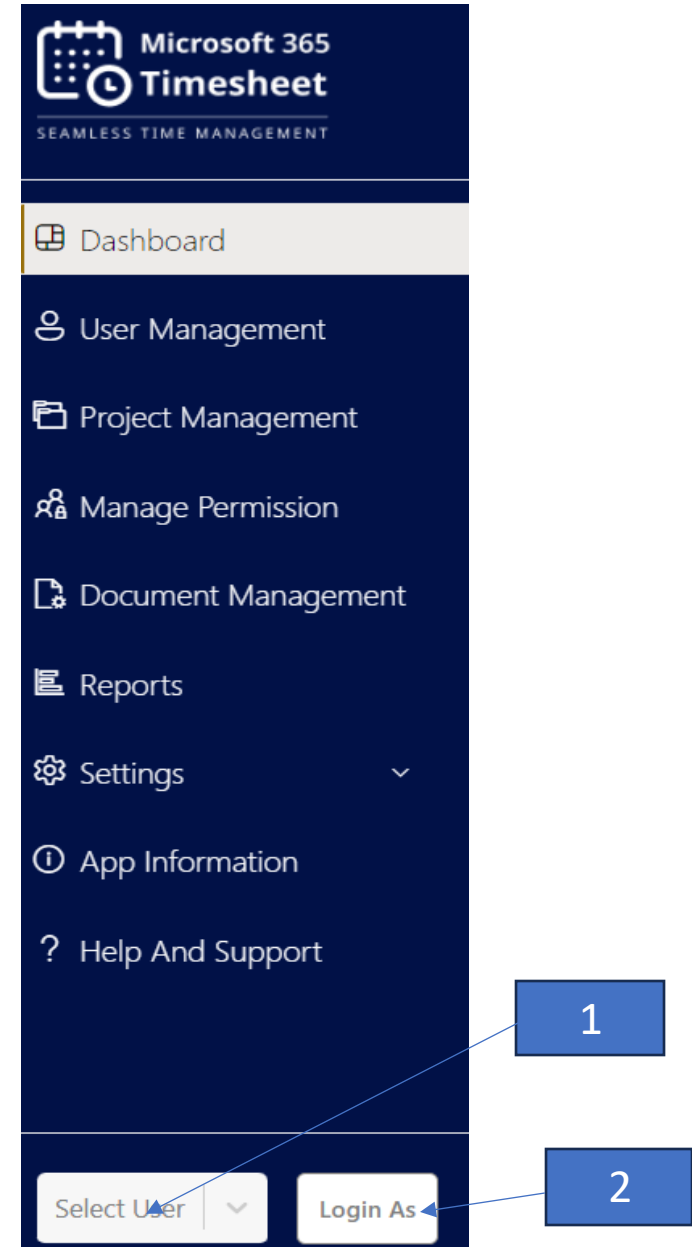 Microsoft 365
Timesheet
SEAMLESS TIME MANAGEMENT
Dashboard
User Management
Project Management
Manage Permission
Document Management
Reports
Settings
App Information
? Help And Support
1
Select User
Login As
2